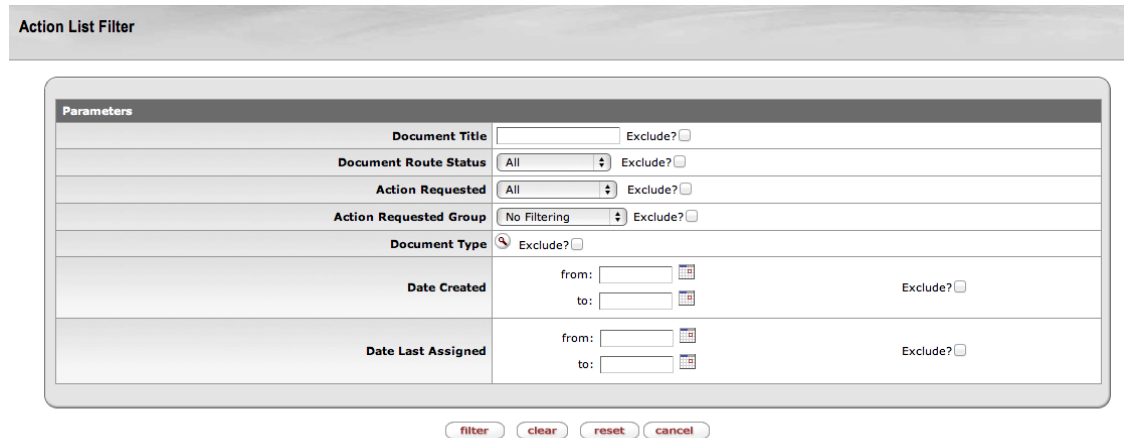 Action List Filter
Parameters
Document Title Exclude?
Document Route Status All Exclude?
Action Requested All Exclude?
Action Requested Group No Filtering Exclude?
Document Type Exclude?
Date Created from: Exclude?
to:
Date Last Assigned from: Exclude?
to:
filter clear reset cancel